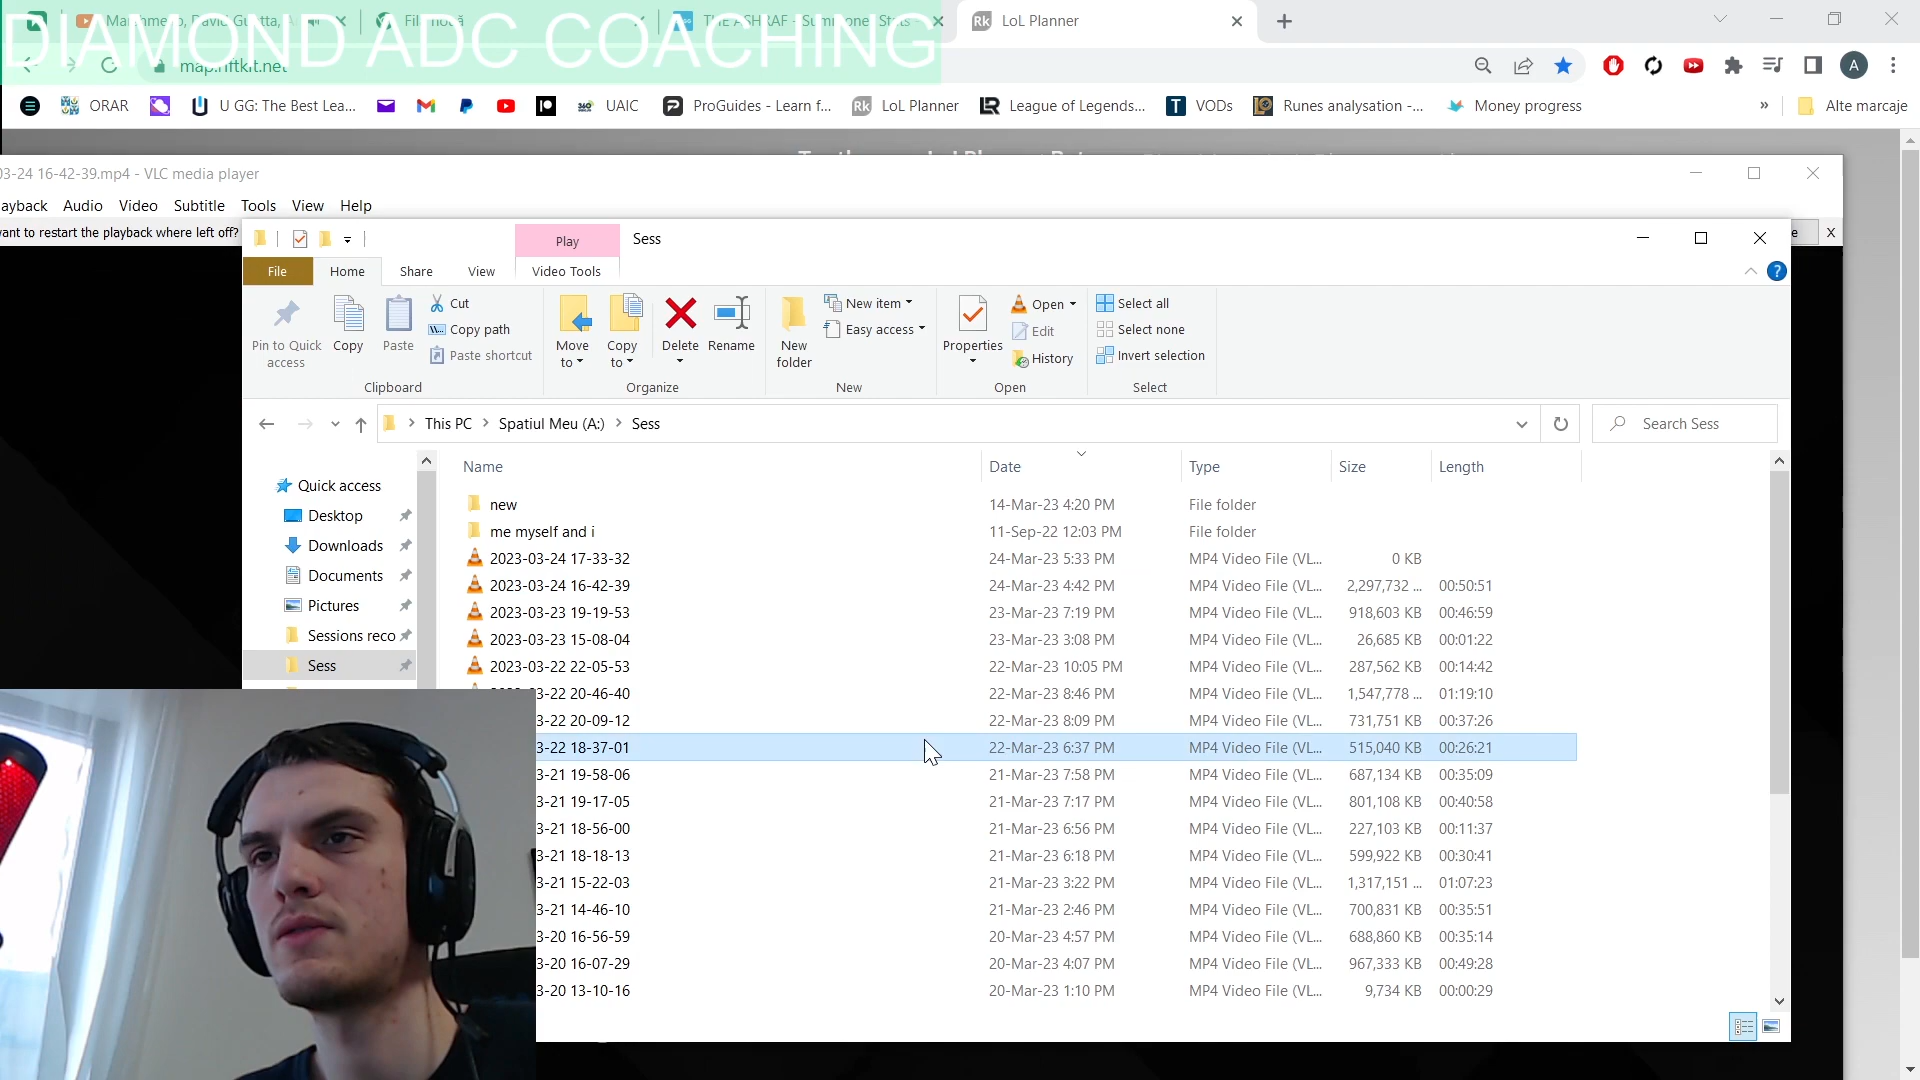 DIAMOND ADC COACHING
LoL Planner
map.riftkit.net
ORAR
U GG: The Best Lea...
UAIC
ProGuides - Learn f...
LoL Planner
League of Legends...
VODs
Runes analysation -...
Money progress
»
Alte marcaje
03-24 16-42-39.mp4 - VLC media player
ayback Audio Video Subtitle Tools View Help
ant to restart the playback where left off?
e X
Play
Sess
File Home Share View Video Tools
Pin to Quick access
Copy
Paste
Cut
Copy path
Paste shortcut
Clipboard
Move to
Copy to
Delete
Rename
Organize
New folder
New item
Easy access
New
Properties
Open
Edit
History
Open
Select all
Select none
Invert selection
Select
This PC > Spatiul Meu (A:) > Sess
Search Sess
Quick access
Desktop
Downloads
Documents
Pictures
Sessions reco
Sess
Name Date Type Size Length
new 14-Mar-23 4:20 PM File folder
me myself and i 11-Sep-22 12:03 PM File folder
2023-03-24 17-33-32 24-Mar-23 5:33 PM MP4 Video File (VL... 0 KB
2023-03-24 16-42-39 24-Mar-23 4:42 PM MP4 Video File (VL... 2,297,732 ... 00:50:51
2023-03-23 19-19-53 23-Mar-23 7:19 PM MP4 Video File (VL... 918,603 KB 00:46:59
2023-03-23 15-08-04 23-Mar-23 3:08 PM MP4 Video File (VL... 26,685 KB 00:01:22
2023-03-22 22-05-53 22-Mar-23 10:05 PM MP4 Video File (VL... 287,562 KB 00:14:42
2023-03-22 20-46-40 22-Mar-23 8:46 PM MP4 Video File (VL... 1,547,778 ... 01:19:10
3-22 20-09-12 22-Mar-23 8:09 PM MP4 Video File (VL... 731,751 KB 00:37:26
3-22 18-37-01 22-Mar-23 6:37 PM MP4 Video File (VL... 515,040 KB 00:26:21
3-21 19-58-06 21-Mar-23 7:58 PM MP4 Video File (VL... 687,134 KB 00:35:09
3-21 19-17-05 21-Mar-23 7:17 PM MP4 Video File (VL... 801,108 KB 00:40:58
3-21 18-56-00 21-Mar-23 6:56 PM MP4 Video File (VL... 227,103 KB 00:11:37
3-21 18-18-13 21-Mar-23 6:18 PM MP4 Video File (VL... 599,922 KB 00:30:41
3-21 15-22-03 21-Mar-23 3:22 PM MP4 Video File (VL... 1,317,151 ... 01:07:23
3-21 14-46-10 21-Mar-23 2:46 PM MP4 Video File (VL... 700,831 KB 00:35:51
3-20 16-56-59 20-Mar-23 4:57 PM MP4 Video File (VL... 688,860 KB 00:35:14
3-20 16-07-29 20-Mar-23 4:07 PM MP4 Video File (VL... 967,333 KB 00:49:28
3-20 13-10-16 20-Mar-23 1:10 PM MP4 Video File (VL... 9,734 KB 00:00:29